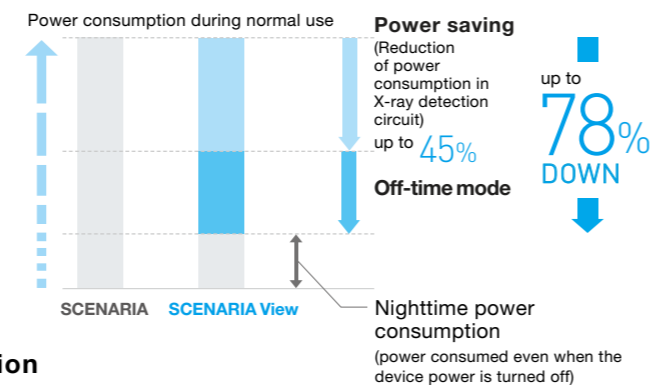 Power consumption during normal use
Power saving
(Reduction
of power
consumption in
X-ray detection
circuit)
up to 45%
Off-time mode
up to
78%
DOWN
SCENARIA
SCENARIA View
Nighttime power
consumption
(power consumed even when the
device power is turned off)